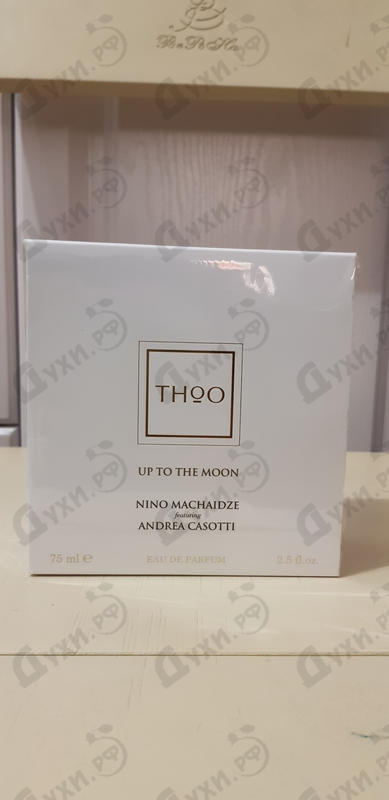 THOO
UP TO THE MOON
NINO MACHAIDZE
featuring
ANDREA CASOTTI
75 ml ℮ EAU DE PARFUM 2.5 fl.oz.
Духи.РФ